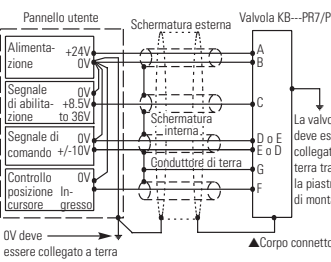 Pannello utente
Schermatura esterna
Valvola KB---PR7/P
Alimenta-
zione
+24V
0V
A
B
Segnale
di abilita-
zione
0V
+8.5V
to 36V
C
Schermatura
interna
Segnale di
comando
0V
+/-10V
D o E
E o D
Conduttore di terra
G
Controllo
posizione
cursore
0V
In-
gresso
F
La valvo
deve es
collegat
terra tra
la piast
di mont
0V deve
essere collegato a terra
▲Corpo connetto